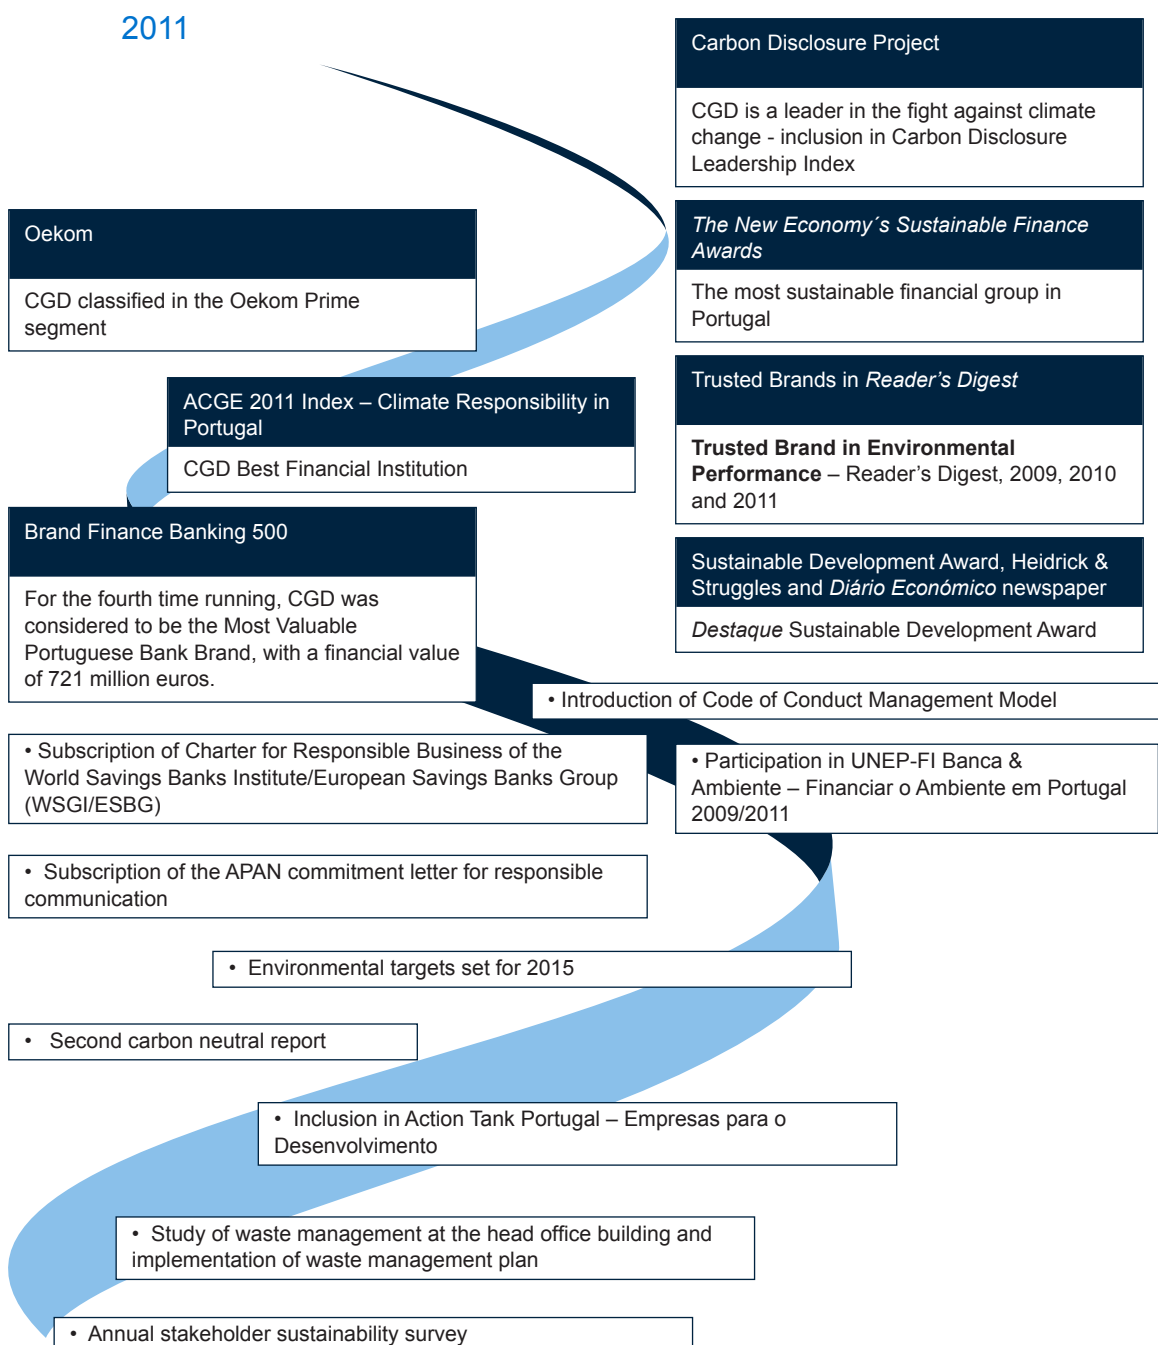 2011
Carbon Disclosure Project
CGD is a leader in the fight against climate
change - inclusion in Carbon Disclosure
Leadership Index
Oekom
CGD classified in the Oekom Prime
segment
The New Economy´s Sustainable Finance
Awards
The most sustainable financial group in
Portugal
ACGE 2011 Index – Climate Responsibility in
Portugal
CGD Best Financial Institution
Trusted Brands in Reader’s Digest
Trusted Brand in Environmental
Performance – Reader’s Digest, 2009, 2010
and 2011
Brand Finance Banking 500
For the fourth time running, CGD was
considered to be the Most Valuable
Portuguese Bank Brand, with a financial value
of 721 million euros.
Sustainable Development Award, Heidrick &
Struggles and Diário Económico newspaper
Destaque Sustainable Development Award
• Introduction of Code of Conduct Management Model
• Subscription of Charter for Responsible Business of the
World Savings Banks Institute/European Savings Banks Group
(WSGI/ESBG)
• Participation in UNEP-FI Banca &
Ambiente – Financiar o Ambiente em Portugal
2009/2011
• Subscription of the APAN commitment letter for responsible
communication
• Environmental targets set for 2015
• Second carbon neutral report
• Inclusion in Action Tank Portugal – Empresas para o
Desenvolvimento
• Study of waste management at the head office building and
implementation of waste management plan
• Annual stakeholder sustainability survey